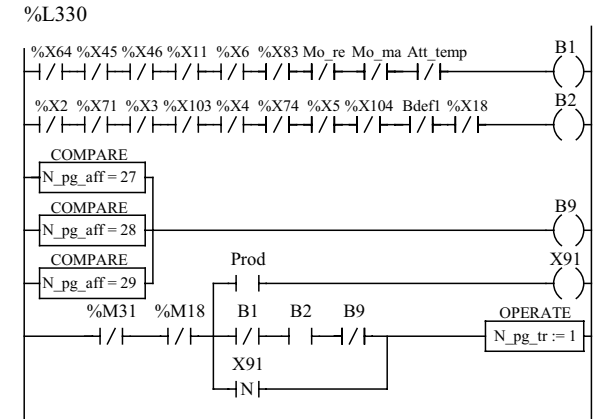 %L330
%X64 %X45 %X46 %X11 %X6 %X83 Mo_re Mo_ma Att_temp B1
%X2 %X71 %X3 %X103 %X4 %X74 %X5 %X104 Bdef1 %X18 B2
COMPARE
N_pg_aff = 27
COMPARE
N_pg_aff = 28
B9
COMPARE
N_pg_aff = 29
Prod X91
%M31 %M18 B1 B2 B9 OPERATE
N_pg_tr := 1
X91
N